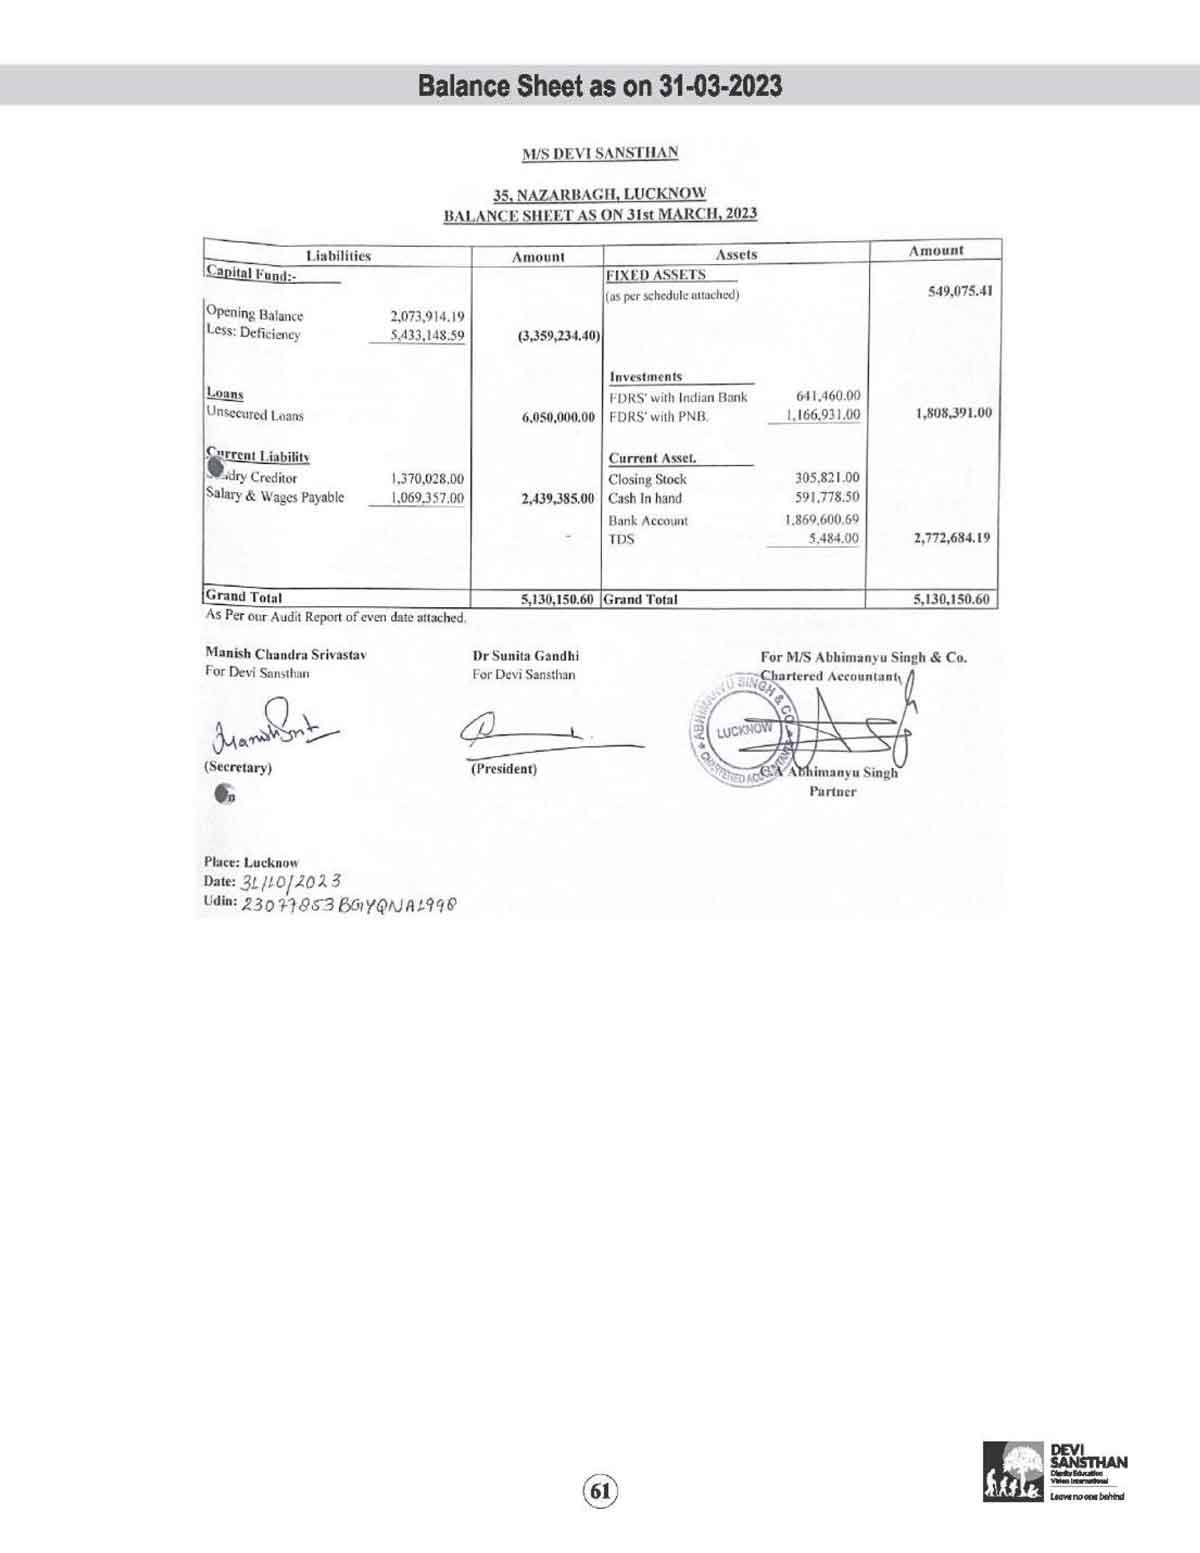 Balance Sheet as on 31-03-2023
M/S DEVI SANSTHAN
35, NAZARBAGH, LUCKNOW
BALANCE SHEET AS ON 31st MARCH, 2023
Liabilities Amount Assets Amount
Capital Fund:- FIXED ASSETS
(as per schedule attached) 549,075.41
Opening Balance 2,073,914.19
Less: Deficiency 5,433,148.59 (3,359,234.40)
Investments
Loans FDRS' with Indian Bank 641,460.00
Unsecured Loans 6,050,000.00 FDRS' with PNB. 1,166,931.00 1,808,391.00
Current Liability Current Asset.
dry Creditor 1,370,028.00 Closing Stock 305,821.00
Salary & Wages Payable 1,069,357.00 2,439,385.00 Cash In hand 591,778.50
Bank Account 1,869,600.69
- TDS 5,484.00 2,772,684.19
Grand Total 5,130,150.60 Grand Total 5,130,150.60
As Per our Audit Report of even date attached.
Manish Chandra Srivastav Dr Sunita Gandhi For M/S Abhimanyu Singh & Co.
For Devi Sansthan For Devi Sansthan Chartered Accountant
ABHIMANYU SINGH & CO.
LUCKNOW
CHARTERED ACCOUNTANTS
(Secretary) (President) CA Abhimanyu Singh
Partner
Place: Lucknow
Date: 31/10/2023
Udin: 23077853BGYQNA1998
DEVI
SANSTHAN
Dignity Education
Vision International
Leave no one behind
61